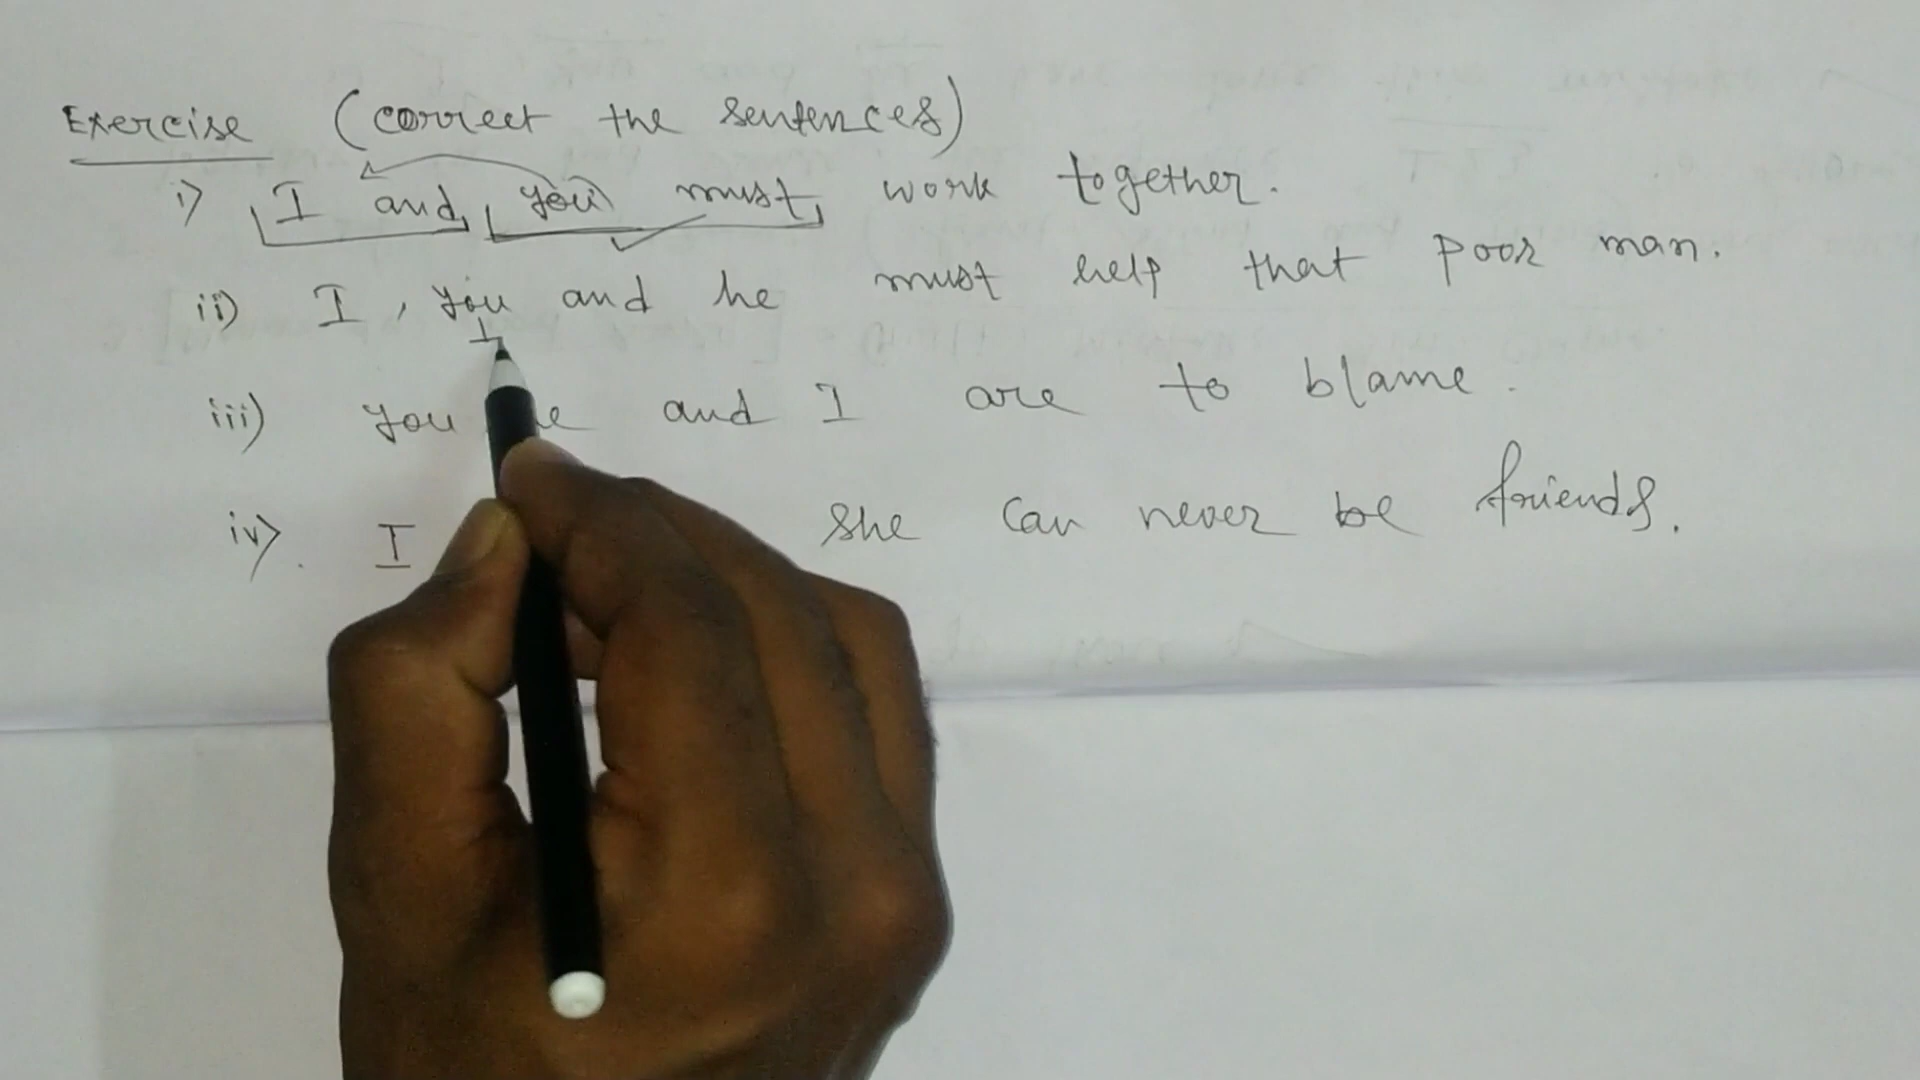 Exercise (correct the sentences)
i) I and you must work together.
ii) I, you and he must help that poor man.
1
iii) you and I are to blame.
iv). I she can never be friends.